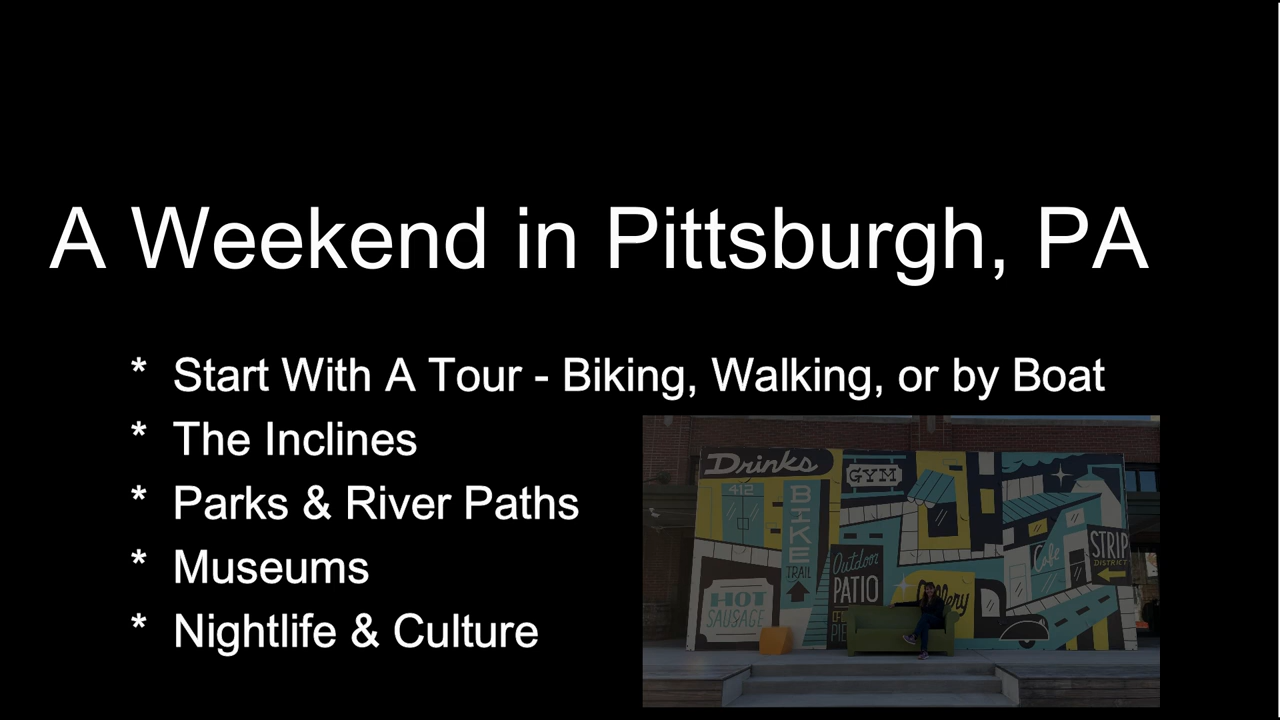 A Weekend in Pittsburgh, PA
* Start With A Tour - Biking, Walking, or by Boat
* The Inclines
* Parks & River Paths
* Museums
* Nightlife & Culture
Drinks
GYM
412
BIKE
TRAIL
Outdoor
PATIO
Cafe
STRIP
DISTRICT
HOT
SAUSAGE